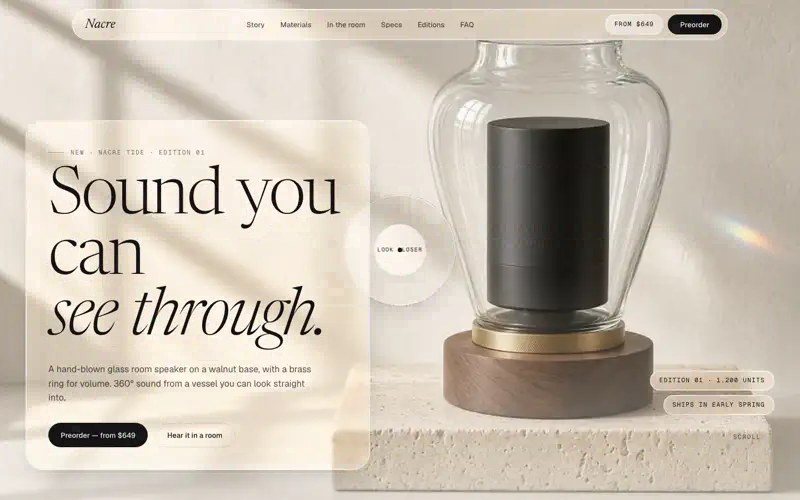 Nacre
Story Materials In the room Specs Editions FAQ
FROM $649
Preorder
NEW · NACRE TIDE · EDITION 01
Sound you
can
see through.
A hand-blown glass room speaker on a walnut base, with a brass
ring for volume. 360° sound from a vessel you can look straight
into.
Preorder — from $649
Hear it in a room
LOOK CLOSER
EDITION 01 · 1,200 UNITS
SHIPS IN EARLY SPRING
SCROLL